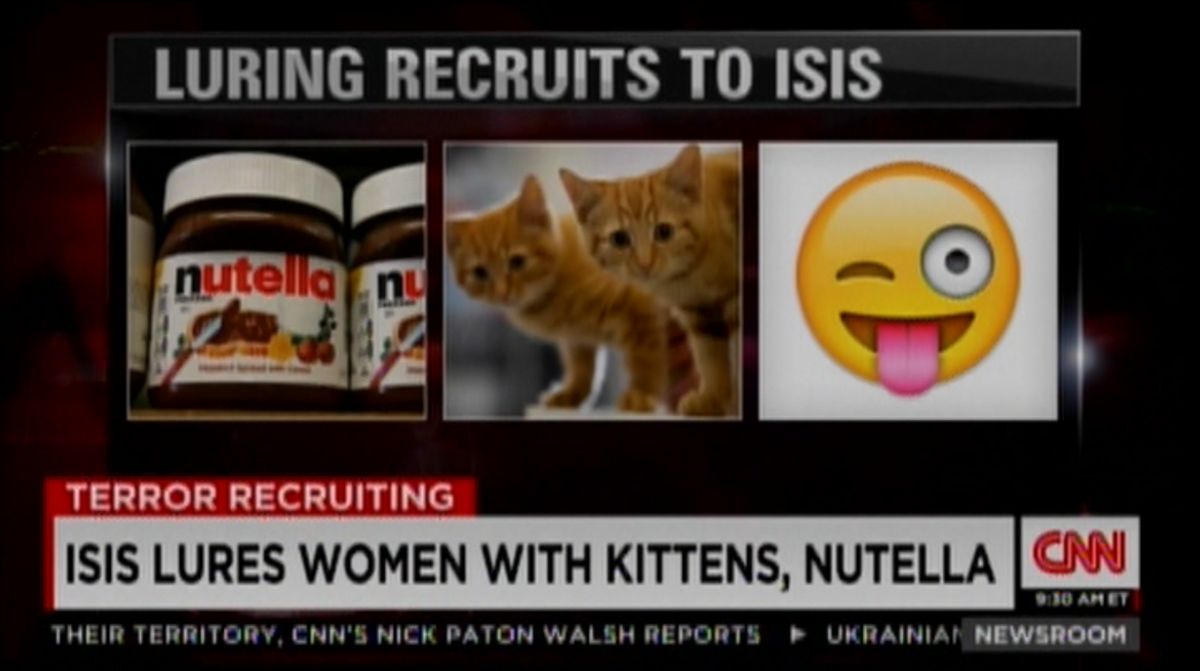 LURING RECRUITS TO ISIS
nutella
nu
TERROR RECRUITING
ISIS LURES WOMEN WITH KITTENS, NUTELLA
CNN
9:30 AM ET
THEIR TERRITORY, CNN'S NICK PATON WALSH REPORTS ► UKRAINIAN
NEWSROOM